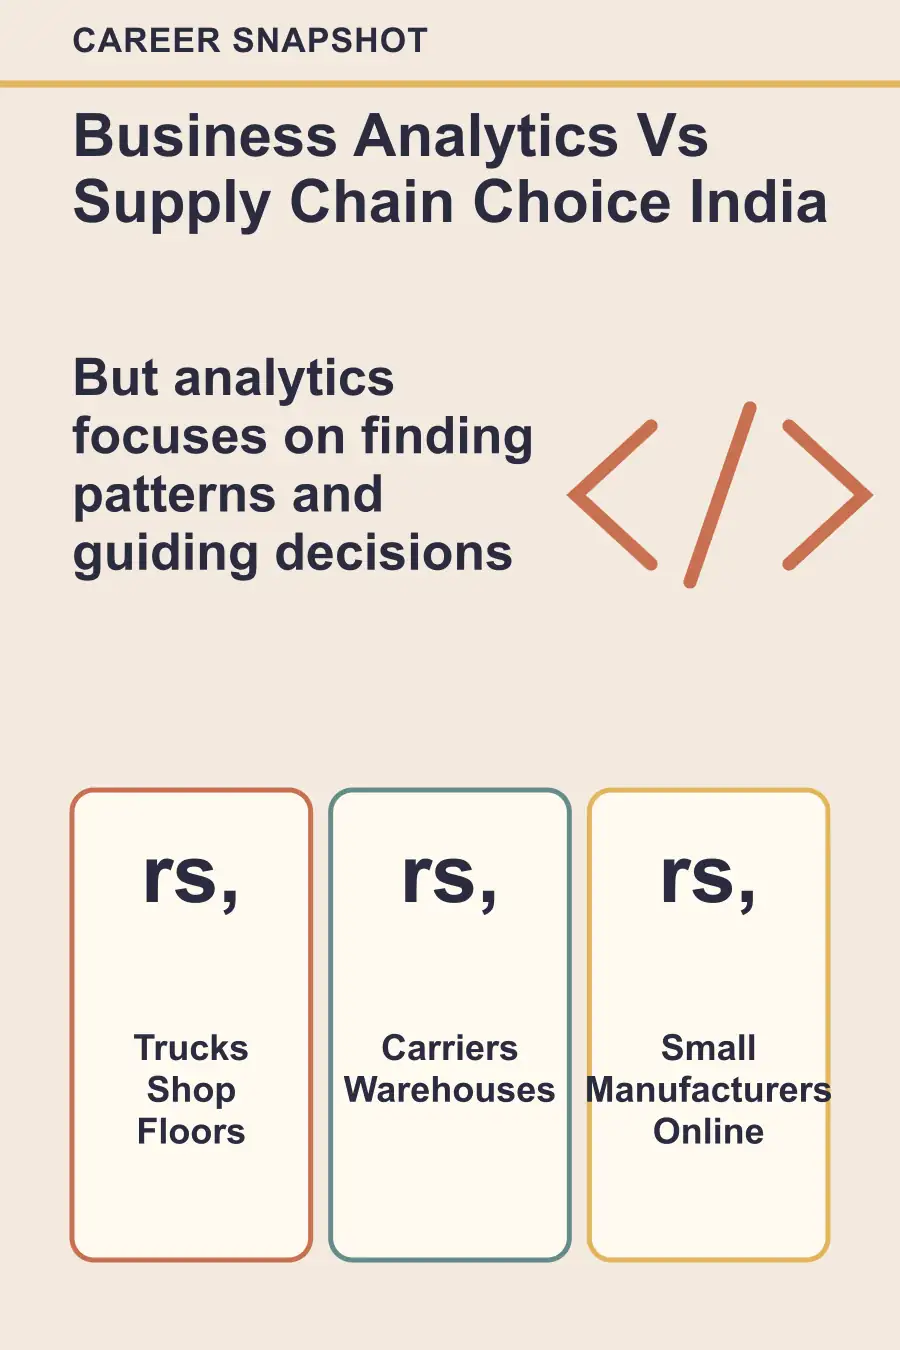 CAREER SNAPSHOT
Business Analytics Vs
Supply Chain Choice India
But analytics
focuses on finding
patterns and
guiding decisions
rs,
rs,
rs,
Trucks
Shop
Floors
Carriers
Warehouses
Small
Manufacturers
Online